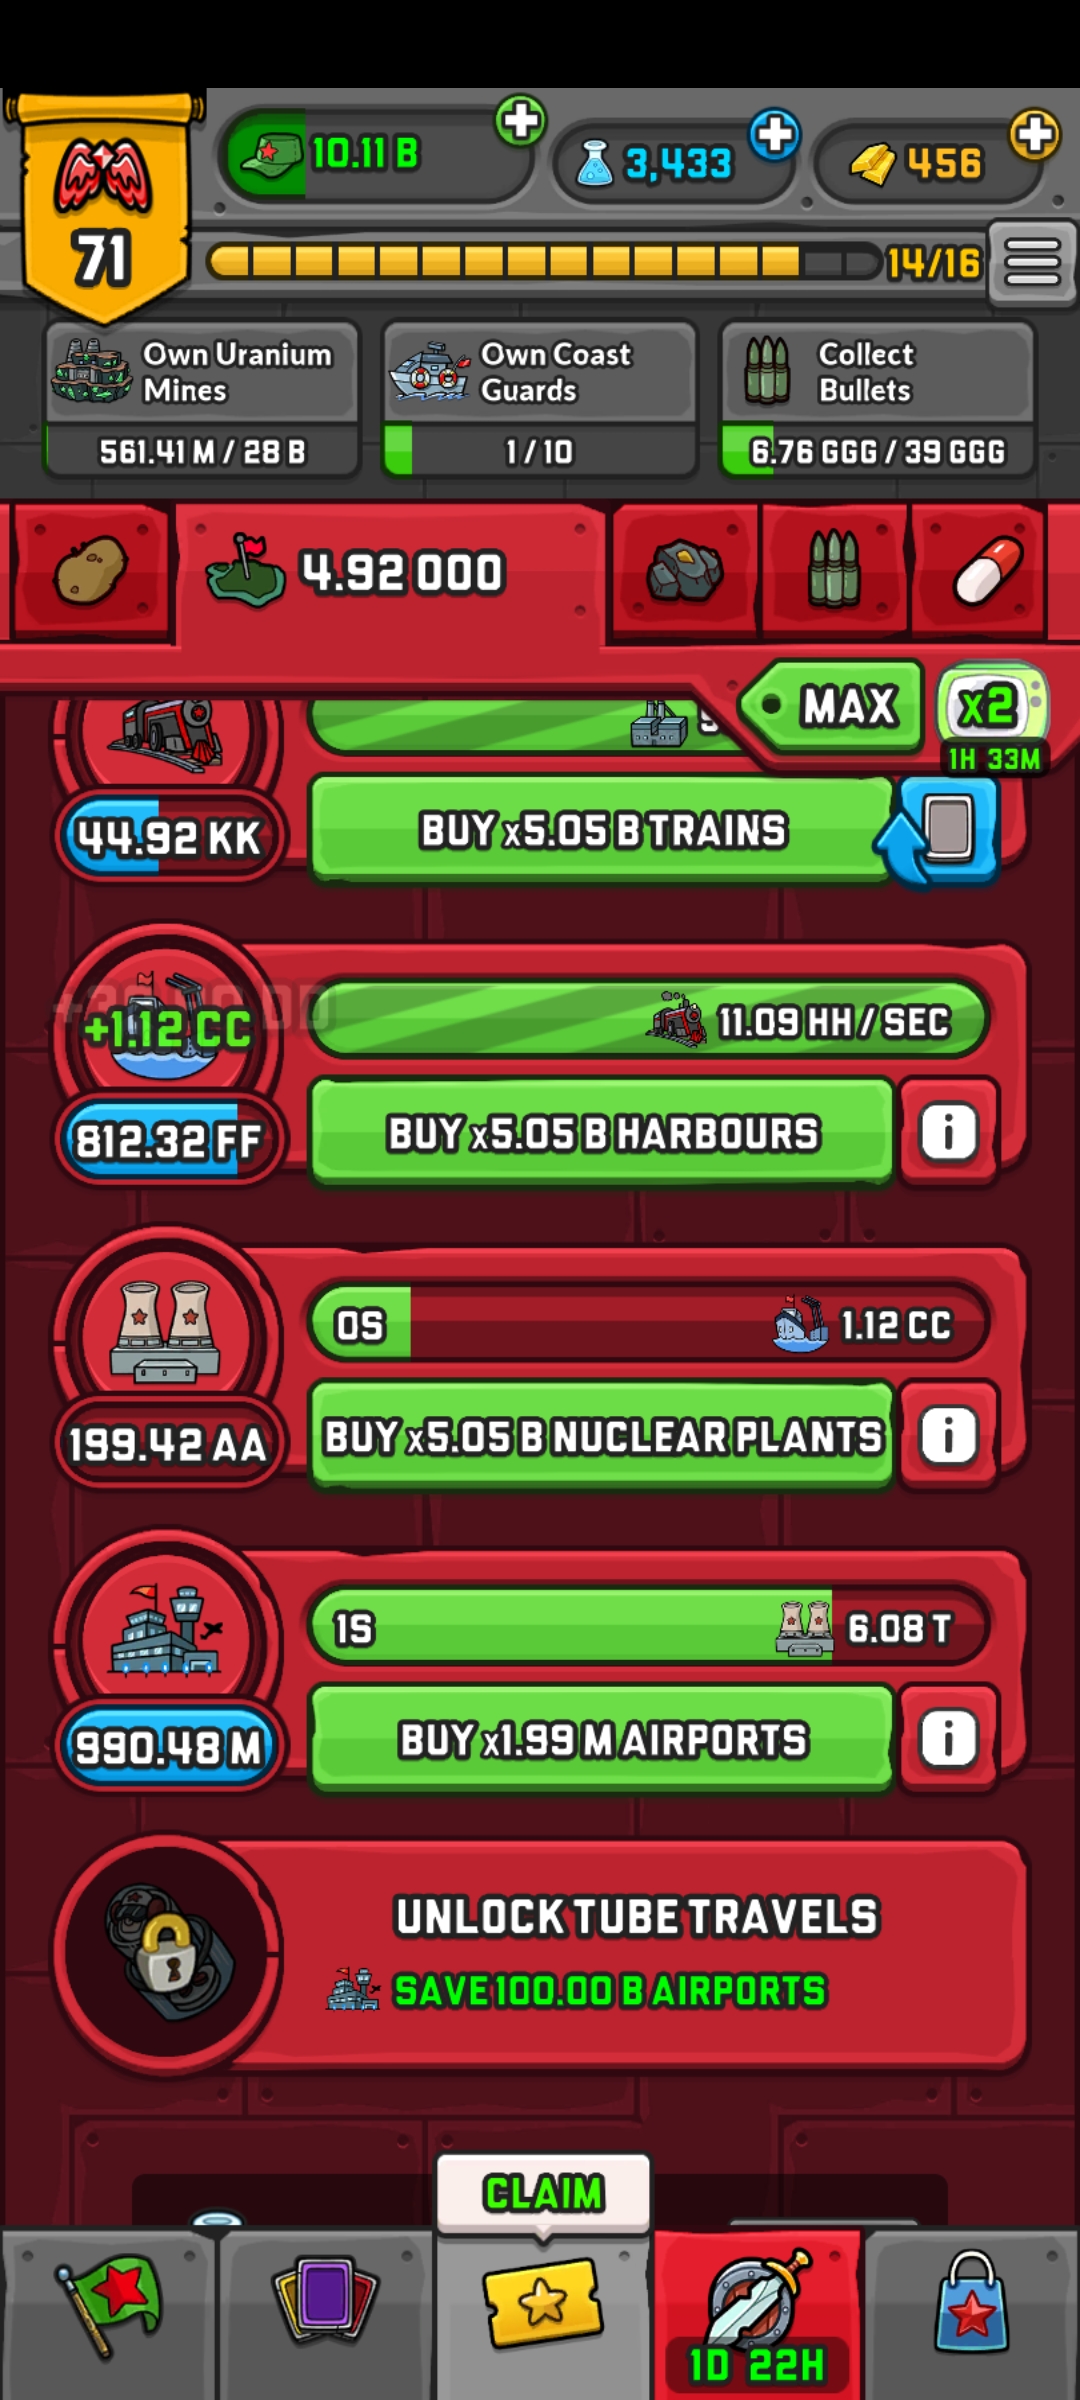 10.11 B
3,433
456
71
14/16
Own Uranium
Mines
561.41 M / 28 B
Own Coast
Guards
1 / 10
Collect
Bullets
6.76 GGG / 39 GGG
4.92 OOO
MAX
x2
1H 33M
44.92 KK
BUY x5.05 B TRAINS
+1.12 CC
11.09 HH / SEC
812.32 FF
BUY x5.05 B HARBOURS
0S
1.12 CC
199.42 AA
BUY x5.05 B NUCLEAR PLANTS
1S
6.08 T
990.48 M
BUY x1.99 M AIRPORTS
UNLOCK TUBE TRAVELS
SAVE 100.00 B AIRPORTS
CLAIM
1D 22H